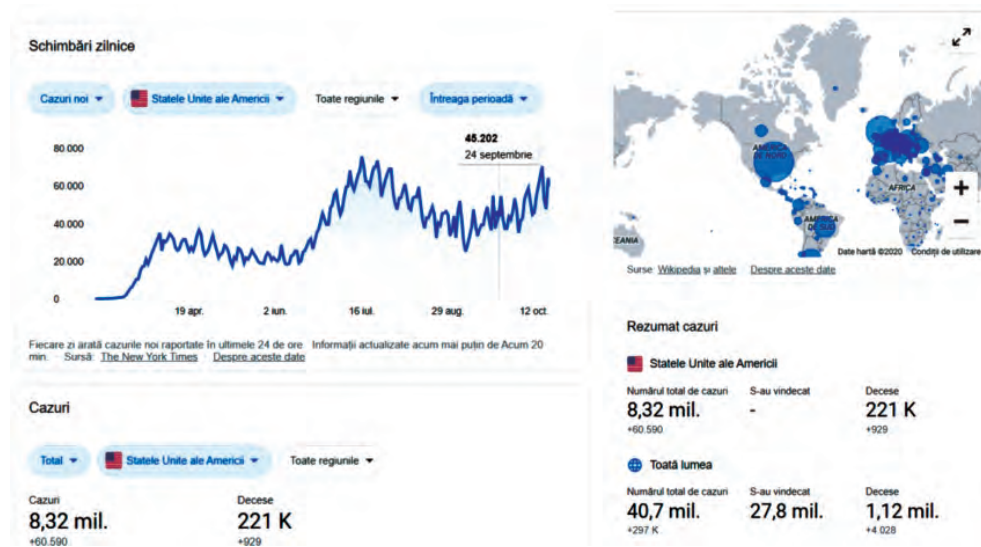 Schimbări zilnice
Cazuri noi
Statele Unite ale Americii
Toate regiunile
Întreaga perioadă
45.202
24 septembrie
80 000
60 000
40 000
20 000
0
19 apr.
2 iun.
16 iul.
29 aug.
12 oct.
Fiecare zi arată cazurile noi raportate în ultimele 24 de ore · Informații actualizate acum mai puțin de Acum 20
min. · Sursă: The New York Times · Despre aceste date
Cazuri
Total
Statele Unite ale Americii
Toate regiunile
Cazuri
Decese
8,32 mil.
221 K
+60.590
+929
AMERICA
DE NORD
AFRICA
AMERICA
DE SUD
EANIA
+
−
Date hartă ©2020
Condiții de utilizare
Surse: Wikipedia și altele
Despre aceste date
Rezumat cazuri
Statele Unite ale Americii
Numărul total de cazuri
S-au vindecat
Decese
8,32 mil.
-
221 K
+60.590
+929
Toată lumea
Numărul total de cazuri
S-au vindecat
Decese
40,7 mil.
27,8 mil.
1,12 mil.
+297 K
+4.028